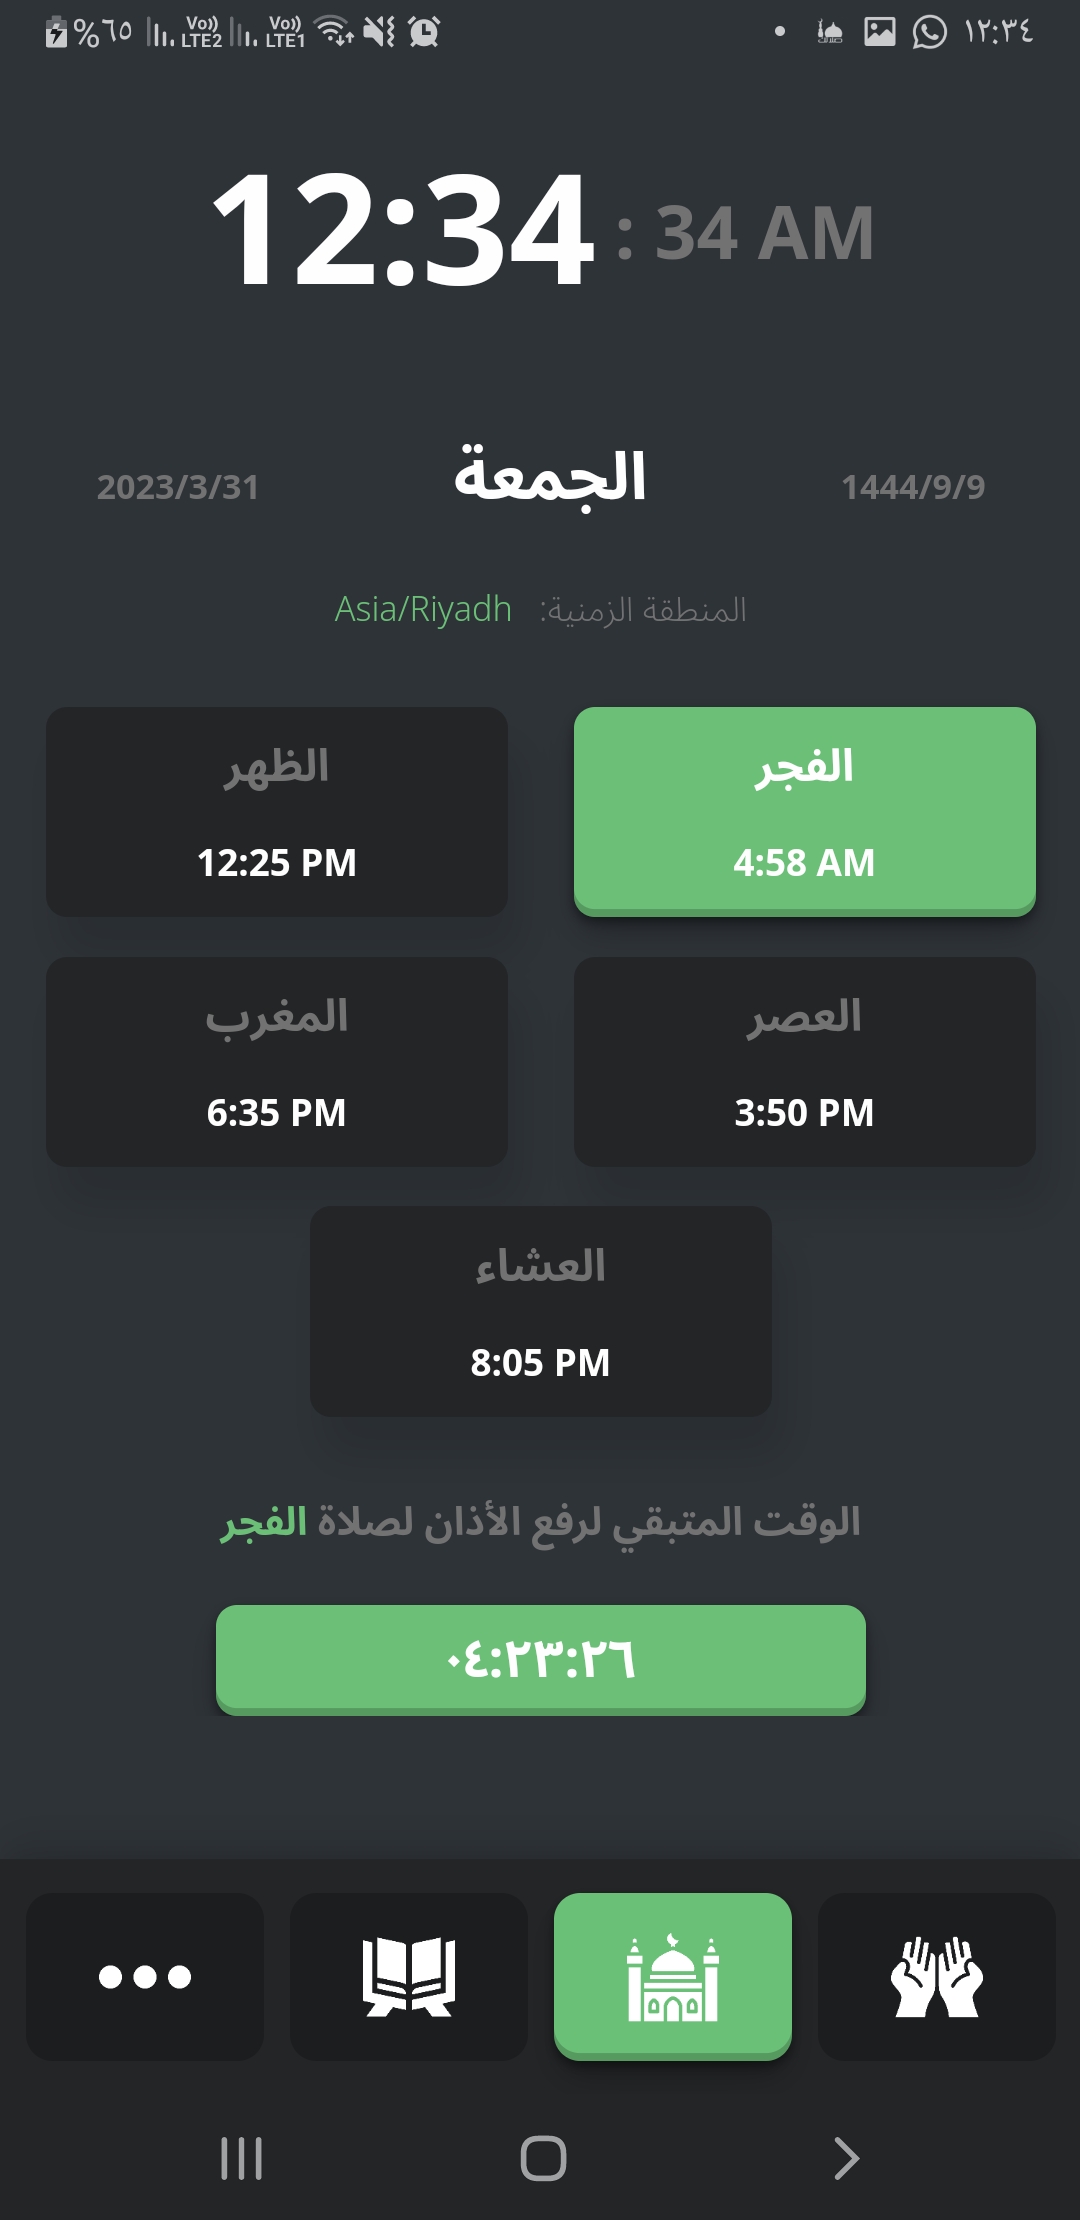 %٦٥ Vo)) LTE2 Vo)) LTE1 ١٢:٣٤
12:34 : 34 AM
1444/9/9 الجمعة 2023/3/31
المنطقة الزمنية: Asia/Riyadh
الفجر الظهر
4:58 AM 12:25 PM
العصر المغرب
3:50 PM 6:35 PM
العشاء
8:05 PM
الوقت المتبقي لرفع الأذان لصلاة الفجر
٠٤:٢٣:٢٦